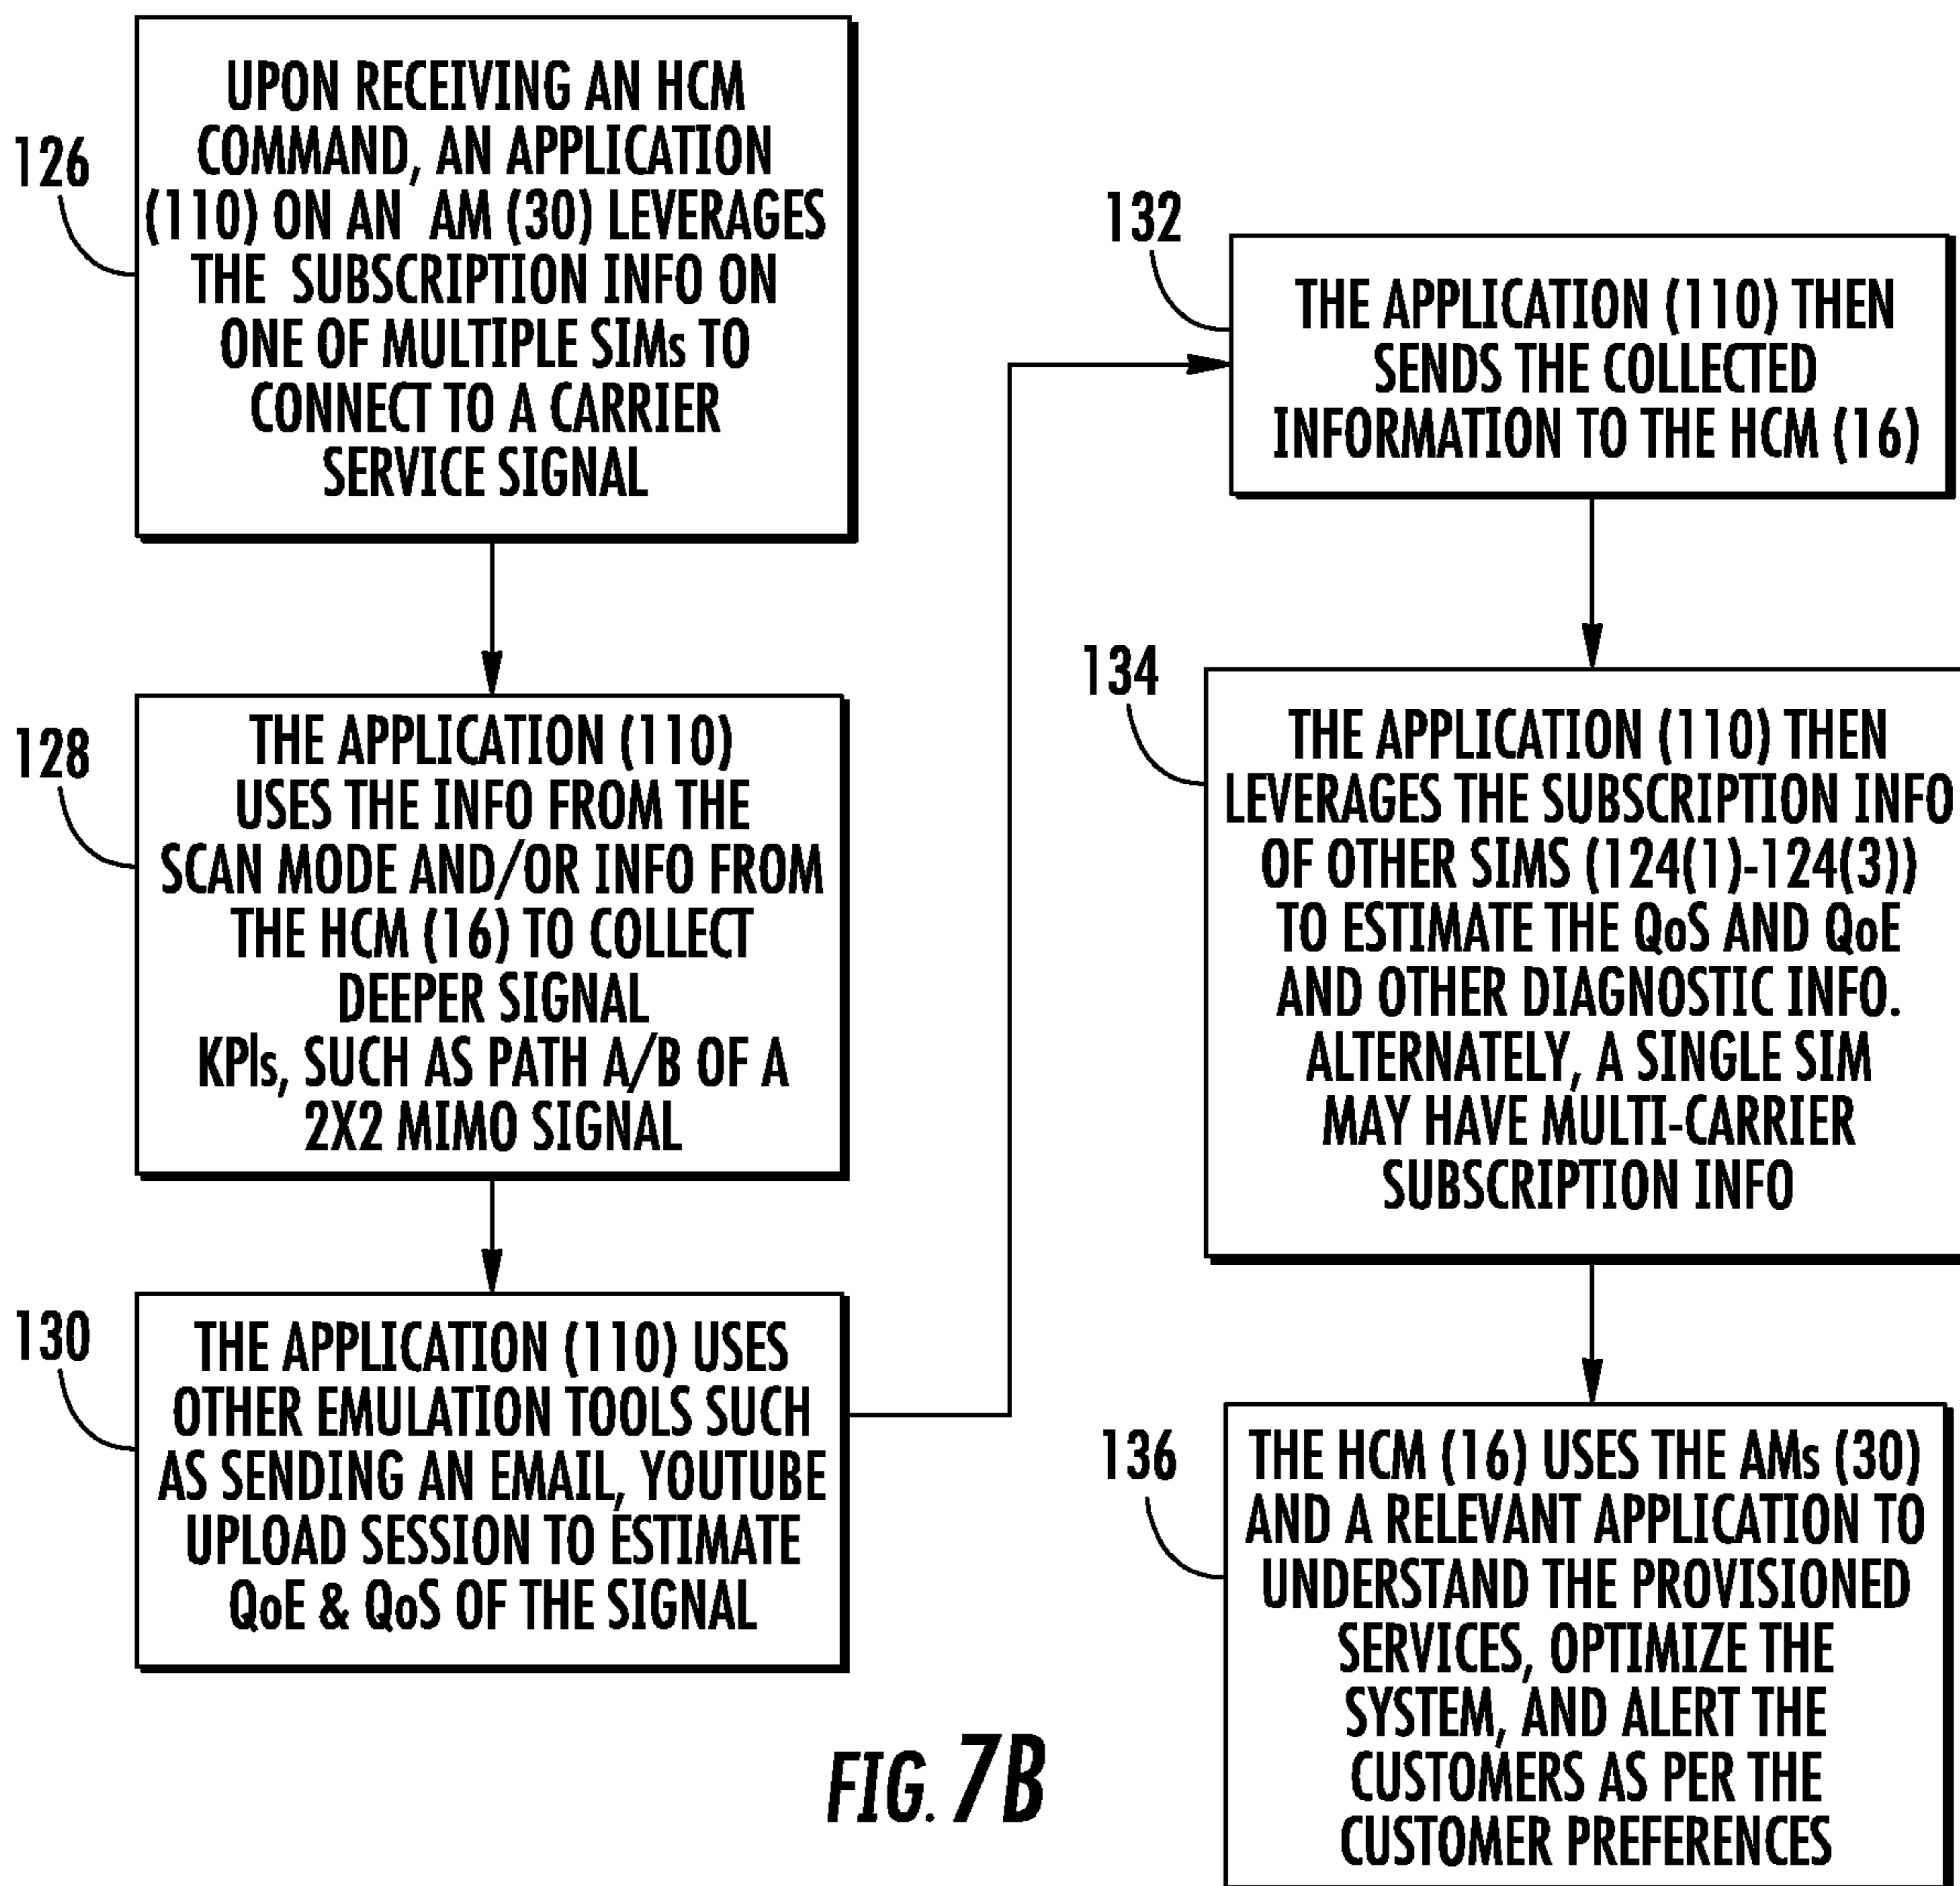 126
UPON RECEIVING AN HCM
COMMAND, AN APPLICATION
(110) ON AN AM (30) LEVERAGES
THE SUBSCRIPTION INFO ON
ONE OF MULTIPLE SIMs TO
CONNECT TO A CARRIER
SERVICE SIGNAL
128
THE APPLICATION (110)
USES THE INFO FROM THE
SCAN MODE AND/OR INFO FROM
THE HCM (16) TO COLLECT
DEEPER SIGNAL
KPIs, SUCH AS PATH A/B OF A
2X2 MIMO SIGNAL
130
THE APPLICATION (110) USES
OTHER EMULATION TOOLS SUCH
AS SENDING AN EMAIL, YOUTUBE
UPLOAD SESSION TO ESTIMATE
QoE & QoS OF THE SIGNAL
132
THE APPLICATION (110) THEN
SENDS THE COLLECTED
INFORMATION TO THE HCM (16)
134
THE APPLICATION (110) THEN
LEVERAGES THE SUBSCRIPTION INFO
OF OTHER SIMS (124(1)-124(3))
TO ESTIMATE THE QoS AND QoE
AND OTHER DIAGNOSTIC INFO.
ALTERNATELY, A SINGLE SIM
MAY HAVE MULTI-CARRIER
SUBSCRIPTION INFO
136
THE HCM (16) USES THE AMs (30)
AND A RELEVANT APPLICATION TO
UNDERSTAND THE PROVISIONED
SERVICES, OPTIMIZE THE
SYSTEM, AND ALERT THE
CUSTOMERS AS PER THE
CUSTOMER PREFERENCES
FIG. 7B